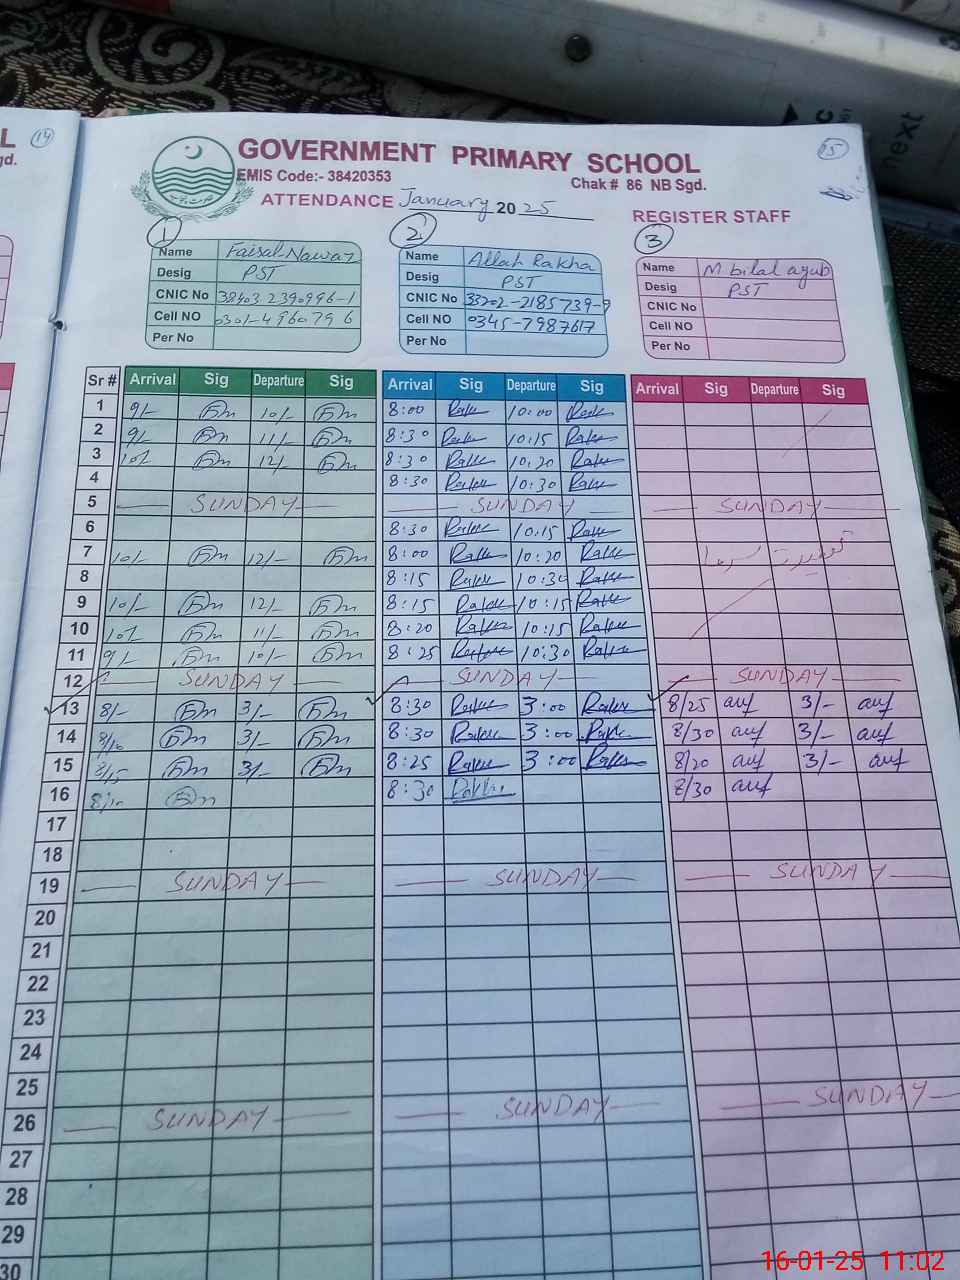 L
gd.
14
15
GOVERNMENT PRIMARY SCHOOL
EMIS Code:- 38420353
Chak # 86 NB Sgd.
ATTENDANCE January 2025
REGISTER STAFF
1 2 3
Name Faisal Nawaz
Desig PST
CNIC No 38403 2390996-1
Cell NO 0301-4960796
Per No
Name Allah Rakha
Desig PST
CNIC No 33202-2185739-9
Cell NO 0345-7987617
Per No
Name M bilal ayub
Desig PST
CNIC No
Cell NO
Per No
Sr # Arrival Sig Departure Sig Arrival Sig Departure Sig Arrival Sig Departure Sig
1 9/- 10/- 8:00 10:00
2 9/- 11/- 8:30 10:15
3 10/- 12/- 8:30 10:20
4 8:30 10:30
5 SUNDAY SUNDAY SUNDAY
6 8:30 10:15
7 10/- 12/- 8:00 10:20
8 8:15 10:30
9 10/- 12/- 8:15 10:15
10 10/- 11/- 8:20 10:15
11 9/- 10/- 8:25 10:30
12 SUNDAY SUNDAY SUNDAY
13 8/- 3/- 8:30 3:00 8/25 3/-
14 8/10 3/- 8:30 3:00 8/30 3/-
15 8/15 3/- 8:25 3:00 8/20 3/-
16 8:30 8/30
17
18
19 SUNDAY SUNDAY SUNDAY
20
21
22
23
24
25
26 SUNDAY SUNDAY SUNDAY
27
28
29
30
next
16-01-25 11:02